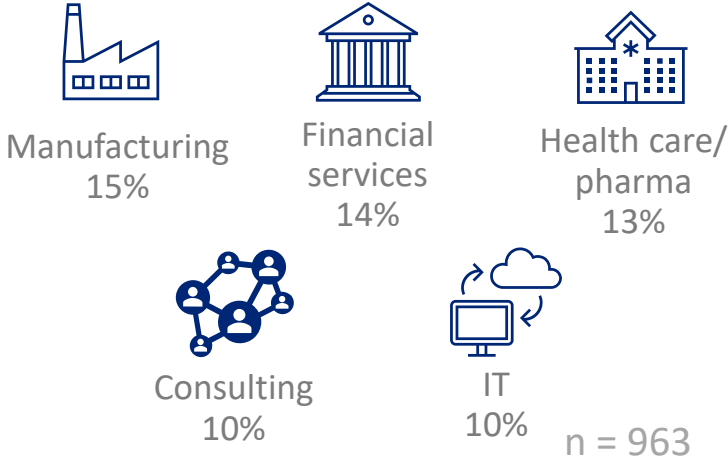 Manufacturing
15%
Financial
services
14%
Health care/
pharma
13%
Consulting
10%
IT
10%
n = 963